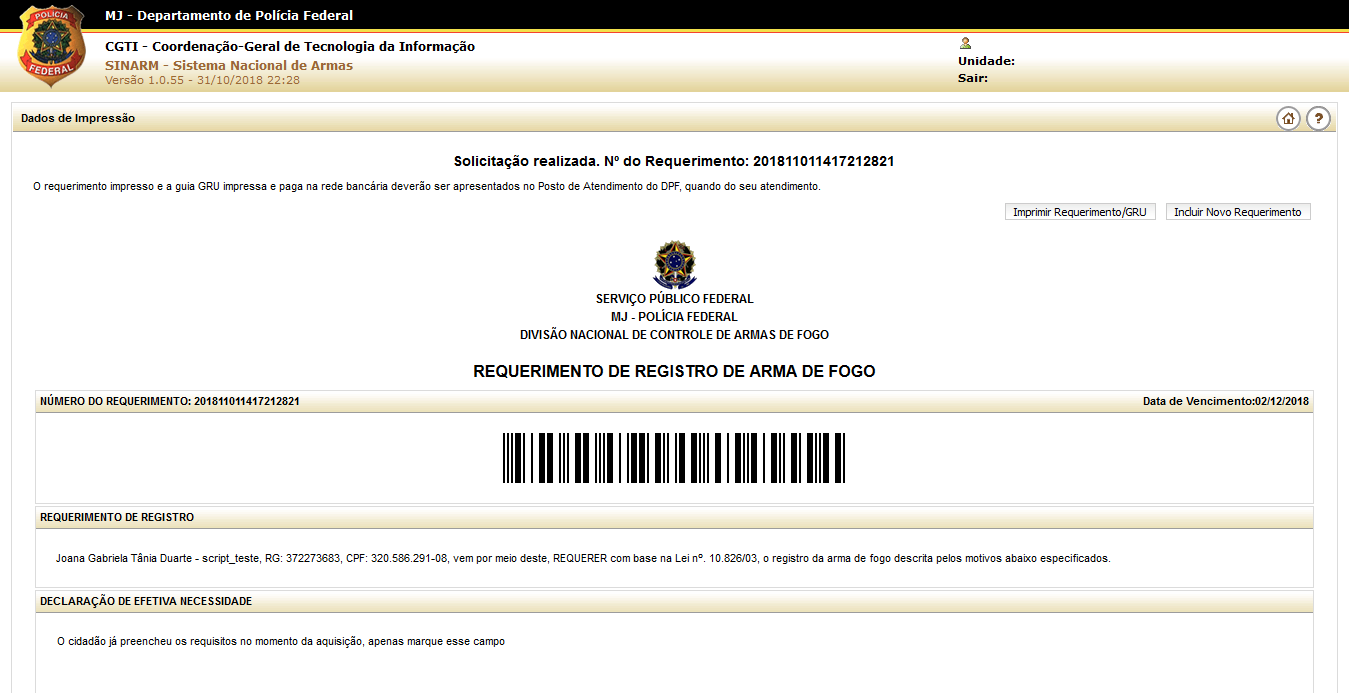 POLICIA
FEDERAL
MJ - Departamento de Polícia Federal
CGTI - Coordenação-Geral de Tecnologia da Informação
SINARM - Sistema Nacional de Armas
Versão 1.0.55 - 31/10/2018 22:28
Unidade:
Sair:
Dados de Impressão
?
Solicitação realizada. Nº do Requerimento: 201811011417212821
O requerimento impresso e a guia GRU impressa e paga na rede bancária deverão ser apresentados no Posto de Atendimento do DPF, quando do seu atendimento.
Imprimir Requerimento/GRU Incluir Novo Requerimento
SERVIÇO PÚBLICO FEDERAL
MJ - POLÍCIA FEDERAL
DIVISÃO NACIONAL DE CONTROLE DE ARMAS DE FOGO
REQUERIMENTO DE REGISTRO DE ARMA DE FOGO
NÚMERO DO REQUERIMENTO: 201811011417212821 Data de Vencimento:02/12/2018
REQUERIMENTO DE REGISTRO
Joana Gabriela Tânia Duarte - script_teste, RG: 372273683, CPF: 320.586.291-08, vem por meio deste, REQUERER com base na Lei nº. 10.826/03, o registro da arma de fogo descrita pelos motivos abaixo especificados.
DECLARAÇÃO DE EFETIVA NECESSIDADE
O cidadão já preencheu os requisitos no momento da aquisição, apenas marque esse campo